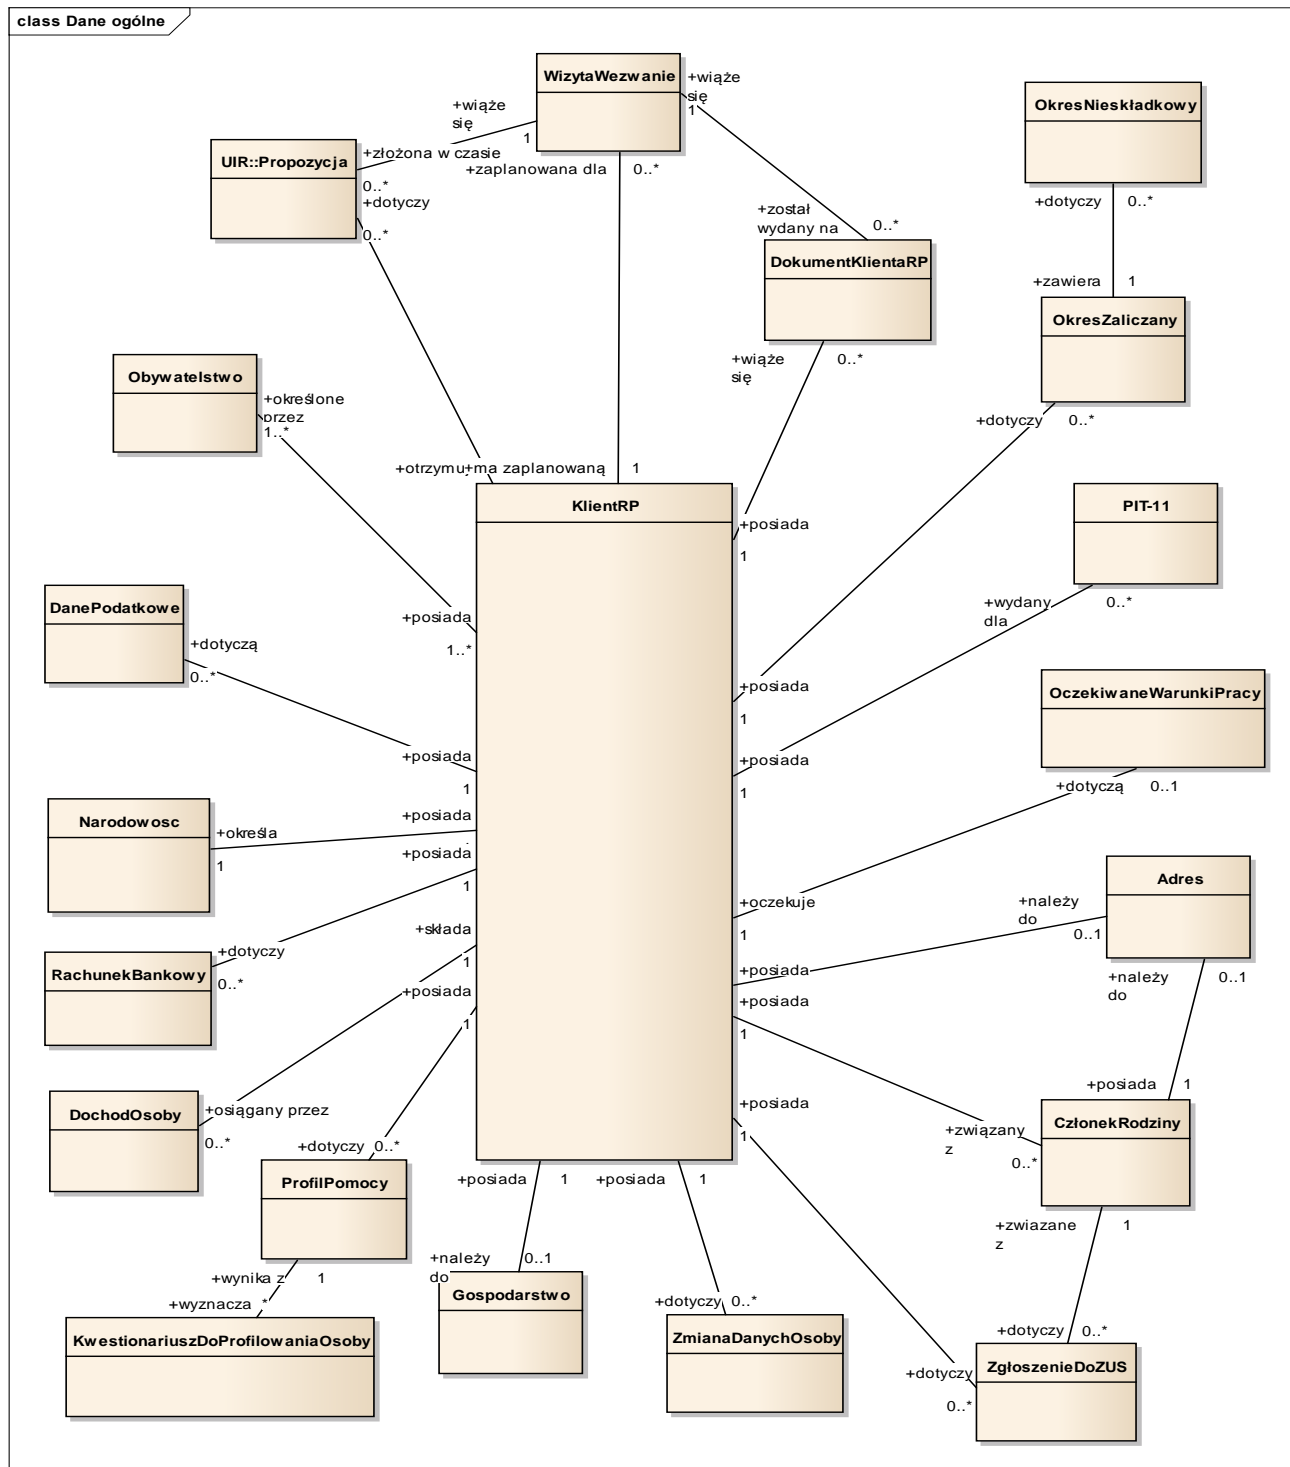 class Dane ogólne
WizytaWezwanie
+wiąże
się
1
+wiąże
się
1
+złożona w czasie
0..*
+zaplanowana dla
0..*
UIR::Propozycja
+dotyczy
0..*
OkresNieskładkowy
+dotyczy
0..*
+został
wydany na
0..*
DokumentKlientaRP
+wiąże
się
0..*
+zawiera
1
OkresZaliczany
+dotyczy
0..*
Obywatelstwo
+określone
przez
1..*
+otrzymu
+ma zaplanowaną
1
KlientRP
+posiada
1
PIT-11
+wydany
dla
0..*
DanePodatkowe
+dotyczą
0..*
+posiada
1..*
+posiada
1
OczekiwaneWarunkiPracy
+dotyczą
0..1
+posiada
1
+posiada
1
Narodowosc
+określa
1
+posiada
+posiada
1
RachunekBankowy
+dotyczy
0..*
+składa
1
+posiada
1
+oczekuje
1
Adres
+należy
do
0..1
+należy
do
0..1
+posiada
+posiada
1
DochodOsoby
+osiągany przez
0..*
+posiada
1
+posiada
1
CzłonekRodziny
+związany
z
0..*
+zwiazane
z
1
+dotyczy
0..*
ProfilPomocy
+posiada
1
+posiada
1
+wynika z
1
+wyznacza
*
KwestionariuszDoProfilowaniaOsoby
+należy
do
0..1
Gospodarstwo
+dotyczy
0..*
ZmianaDanychOsoby
+dotyczy
0..*
+dotyczy
0..*
ZgłoszenieDoZUS